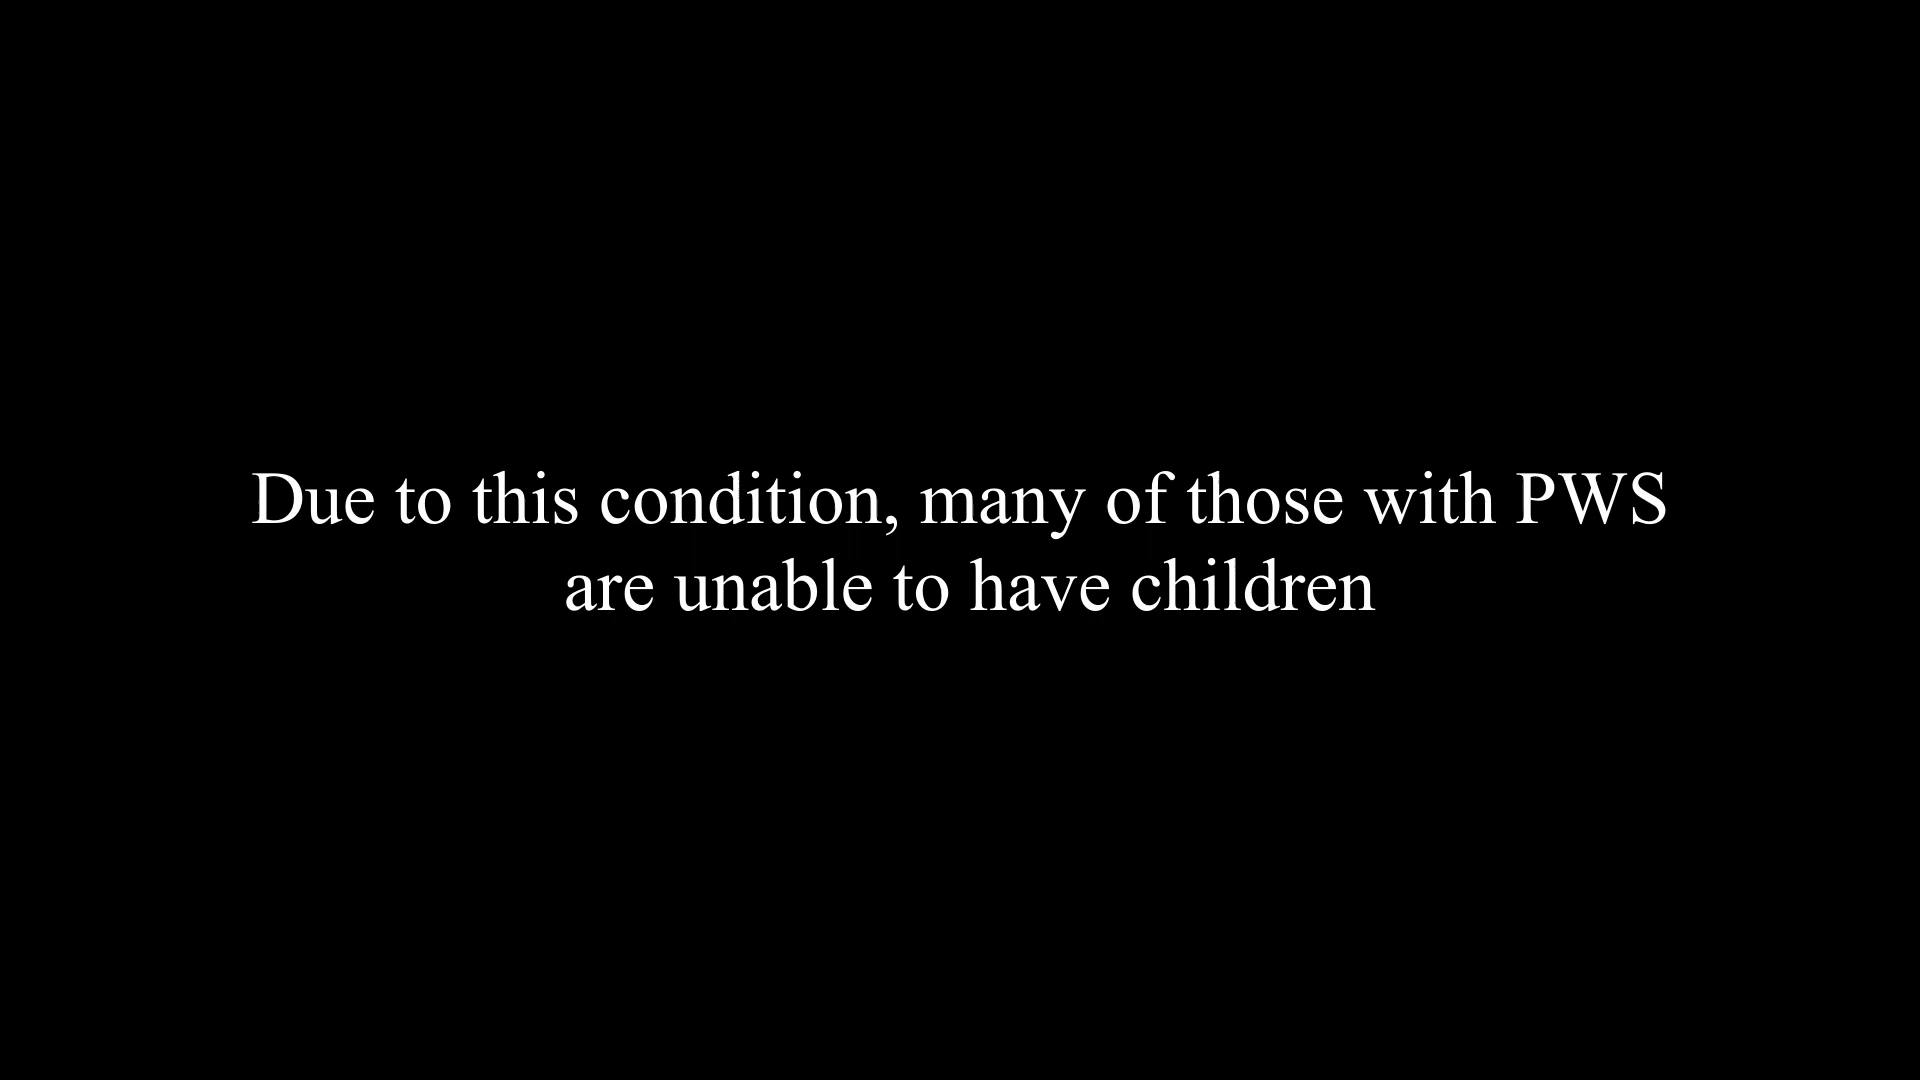 Due to this condition, many of those with PWS
are unable to have children